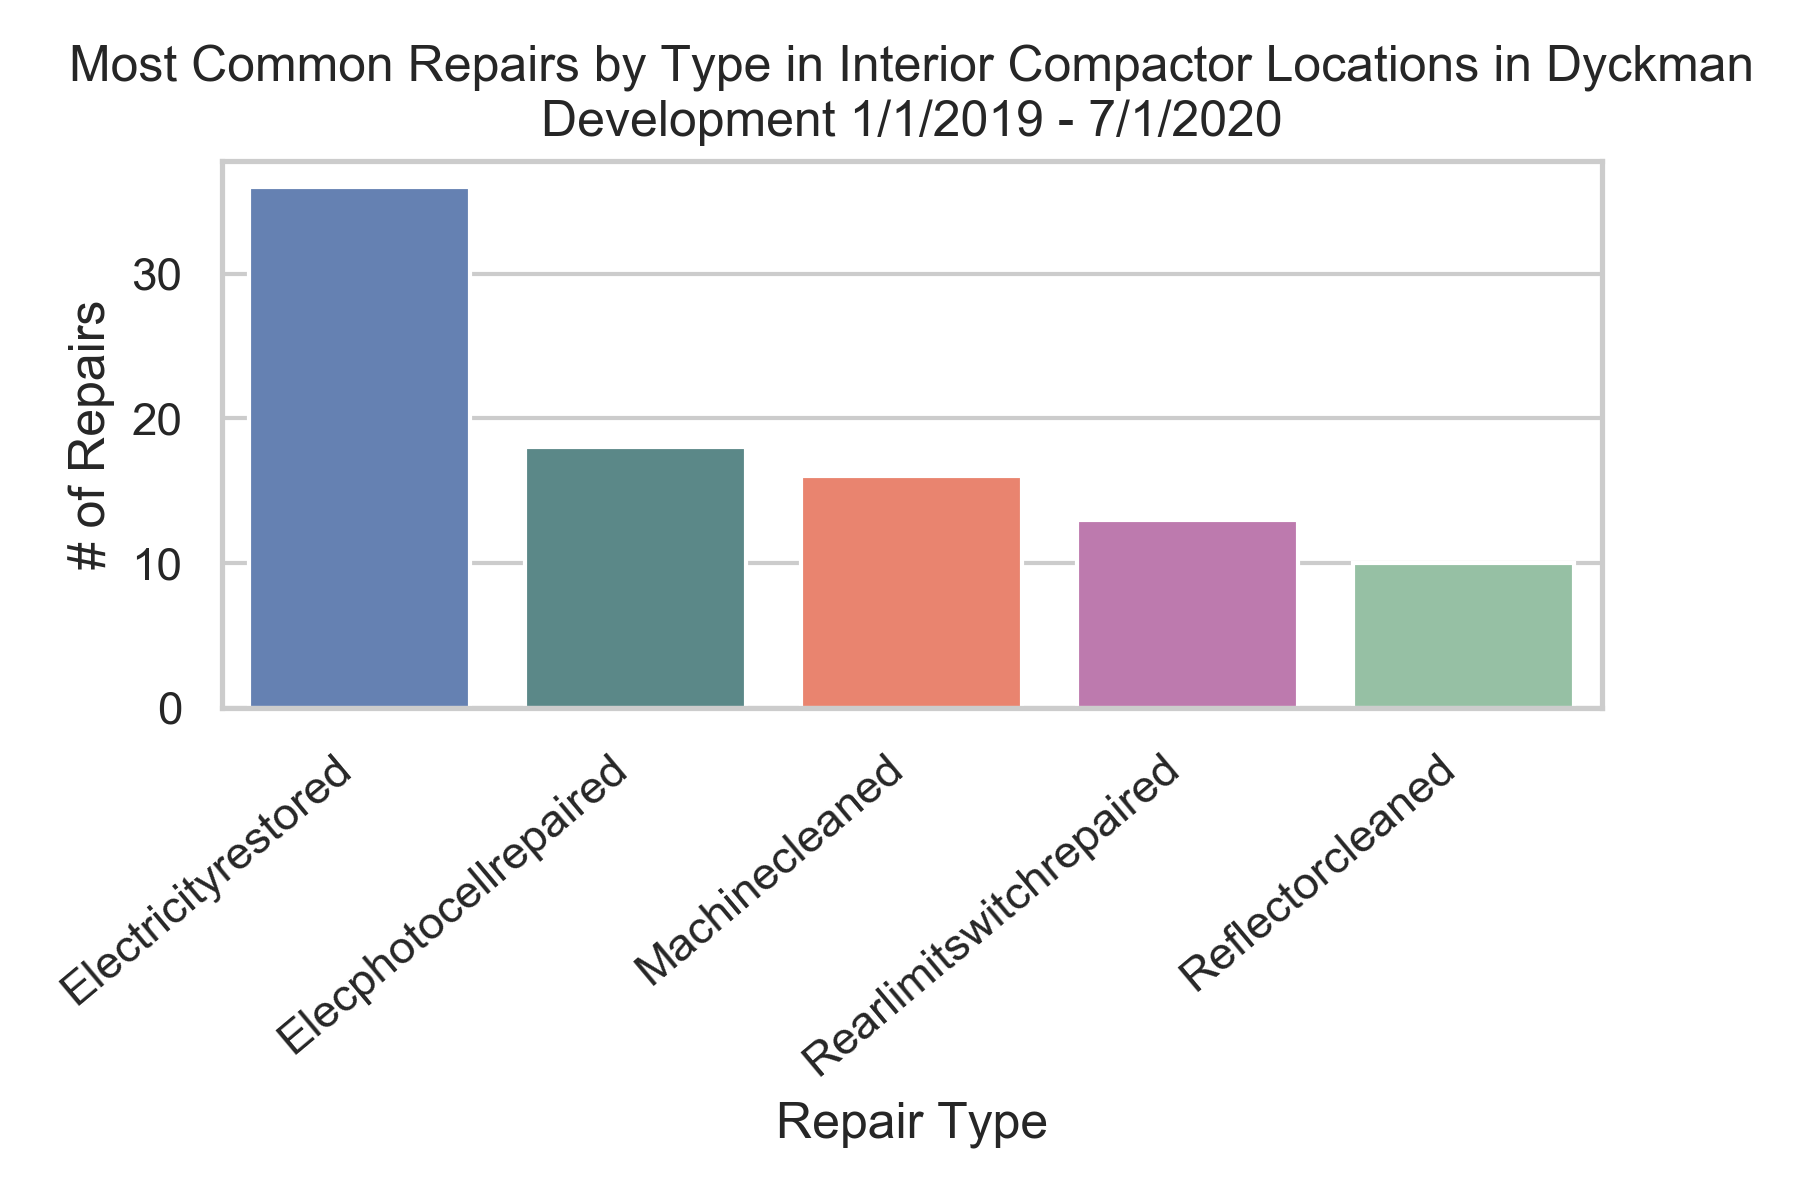 Most Common Repairs by Type in Interior Compactor Locations in Dyckman
Development 1/1/2019 - 7/1/2020
# of Repairs
30
20
10
0
Electricityrestored
Elecphotocellrepaired
Machinecleaned
Rearlimitswitchrepaired
Reflectorcleaned
Repair Type